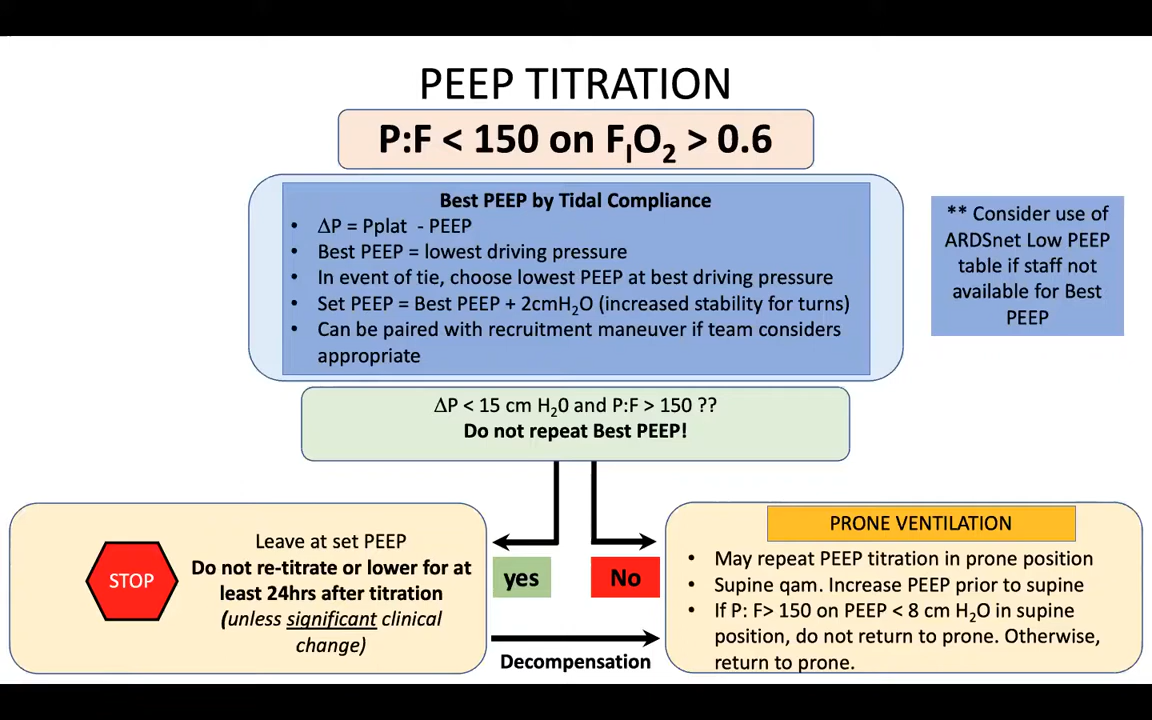 PEEP TITRATION
P:F < 150 on FIO2 > 0.6
Best PEEP by Tidal Compliance
• ΔP = Pplat - PEEP
• Best PEEP = lowest driving pressure
• In event of tie, choose lowest PEEP at best driving pressure
• Set PEEP = Best PEEP + 2cmH2O (increased stability for turns)
• Can be paired with recruitment maneuver if team considers
appropriate
** Consider use of
ARDSnet Low PEEP
table if staff not
available for Best
PEEP
ΔP < 15 cm H20 and P:F > 150 ??
Do not repeat Best PEEP!
STOP
Leave at set PEEP
Do not re-titrate or lower for at
least 24hrs after titration
(unless significant clinical
change)
yes
No
Decompensation
PRONE VENTILATION
• May repeat PEEP titration in prone position
• Supine qam. Increase PEEP prior to supine
• If P: F> 150 on PEEP < 8 cm H2O in supine
position, do not return to prone. Otherwise,
return to prone.